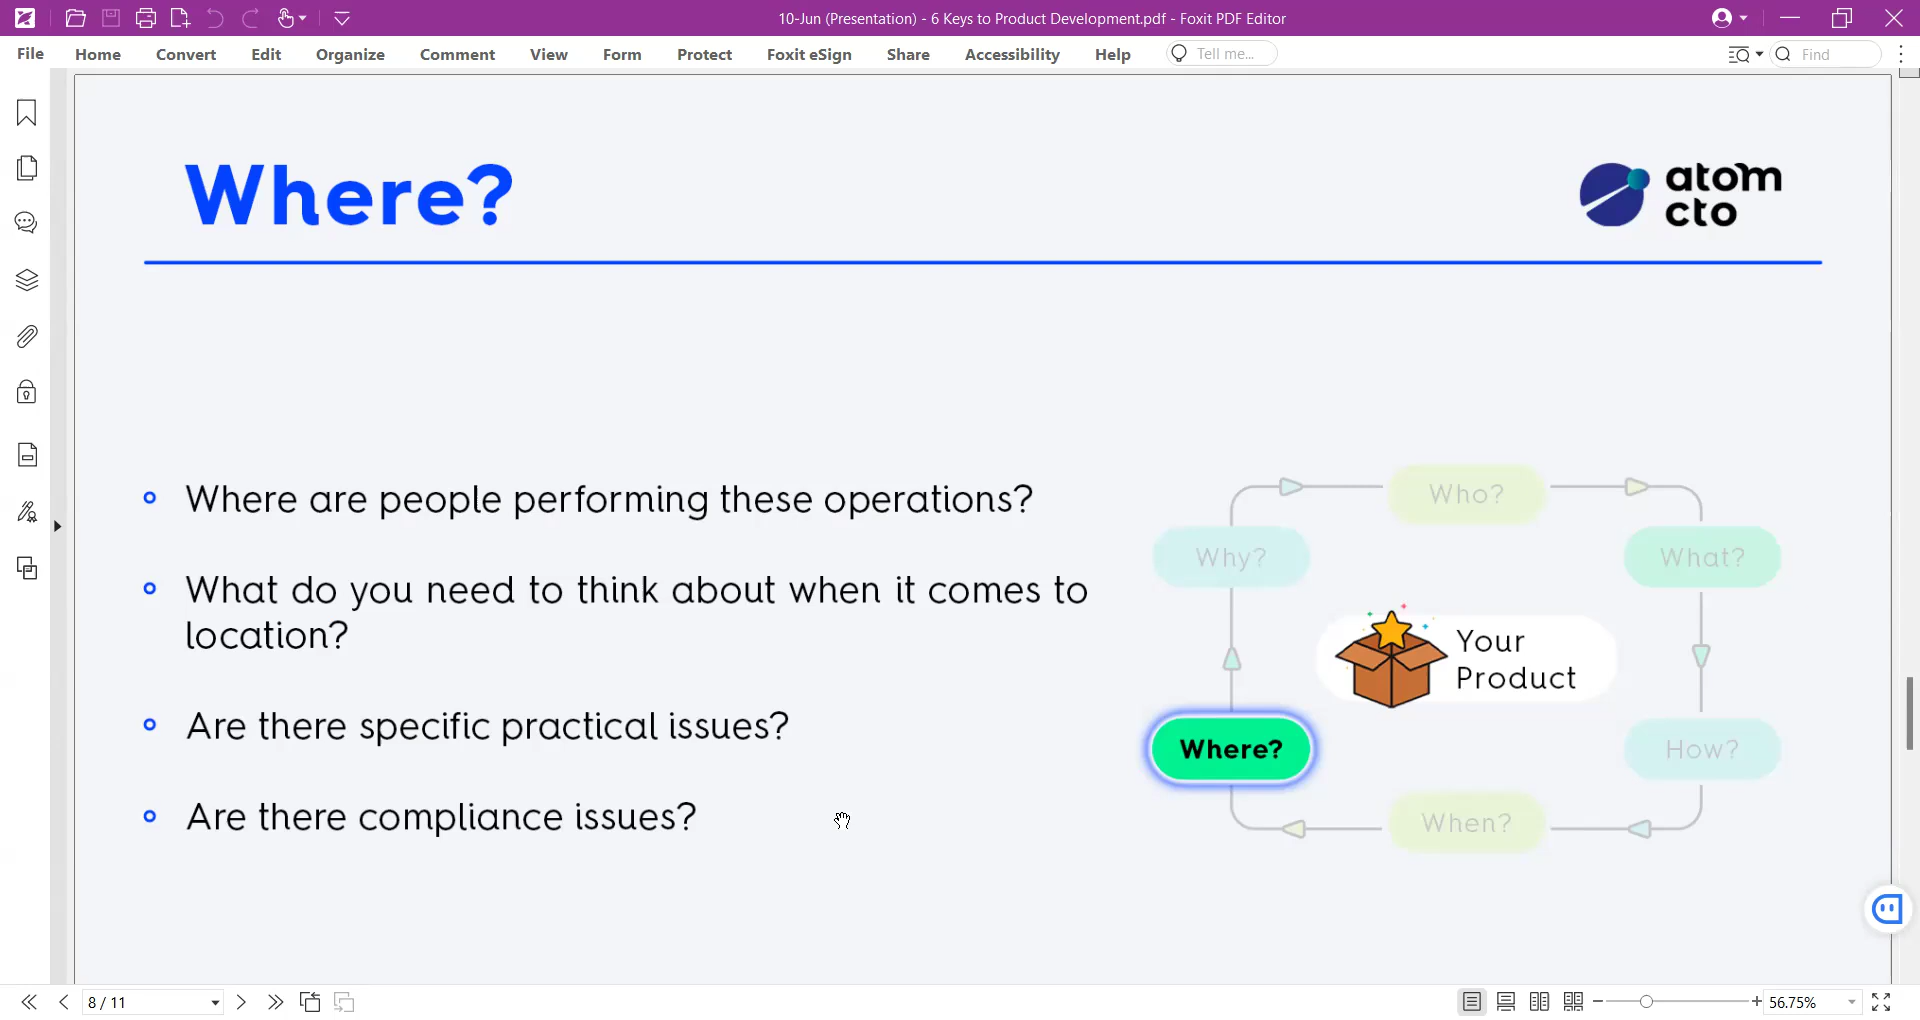 10-Jun (Presentation) - 6 Keys to Product Development.pdf - Foxit PDF Editor
File Home Convert Edit Organize Comment View Form Protect Foxit eSign Share Accessibility Help Tell me... Find
Where?
atom
cto
Where are people performing these operations?
What do you need to think about when it comes to
location?
Are there specific practical issues?
Are there compliance issues?
Who?
Why?
What?
Your
Product
Where?
How?
When?
8 / 11
56.75%